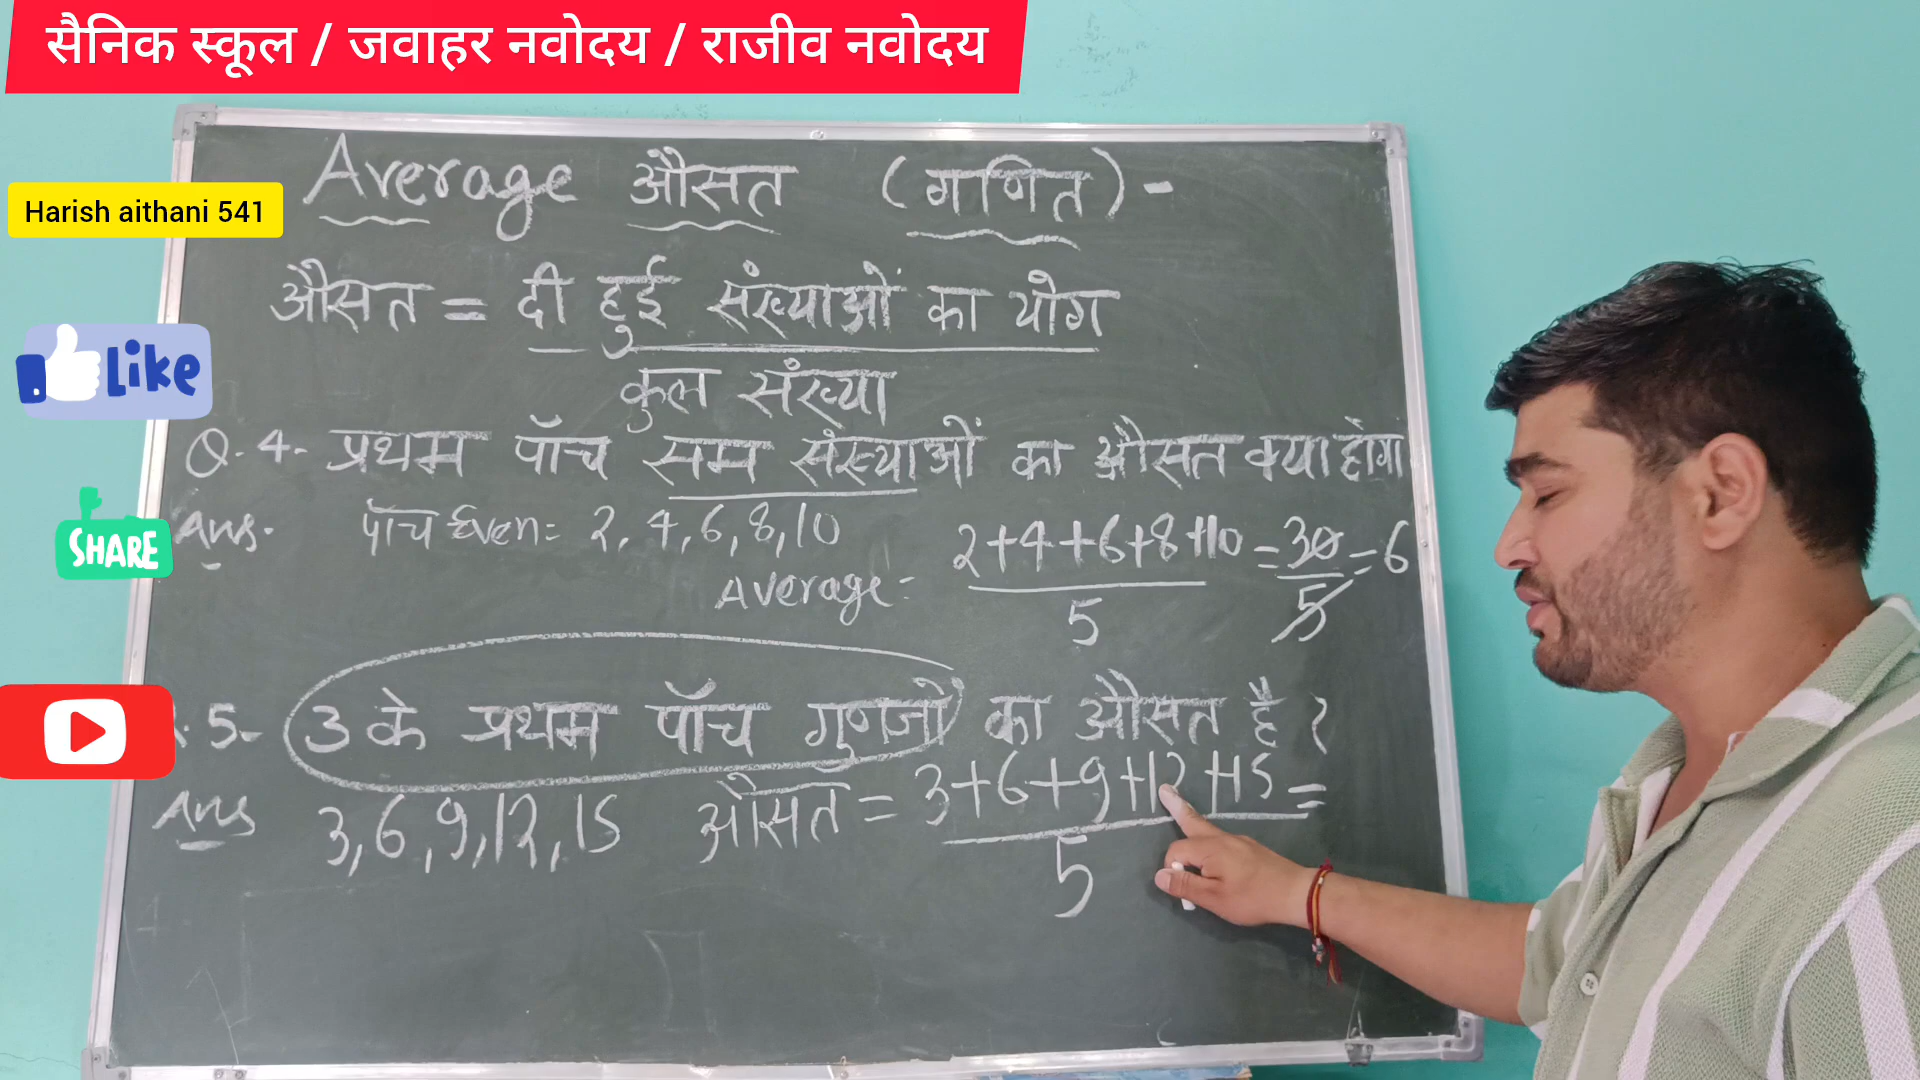 सैनिक स्कूल / जवाहर नवोदय / राजीव नवोदय
Harish aithani 541
Like
SHARE
Average औसत (गणित) -
औसत = दी हुई संख्याओं का योग
कुल संख्या
Q. 4- प्रथम पाँच सम संख्याओं का औसत क्या होगा
Ans. पाँच Even = 2, 4, 6, 8, 10
Average = 2+4+6+8+10 = 30 = 6
5 5
5- 3 के प्रथम पाँच गुणजो का औसत है ?
Ans 3, 6, 9, 12, 15 औसत = 3+6+9+12+15 =
5